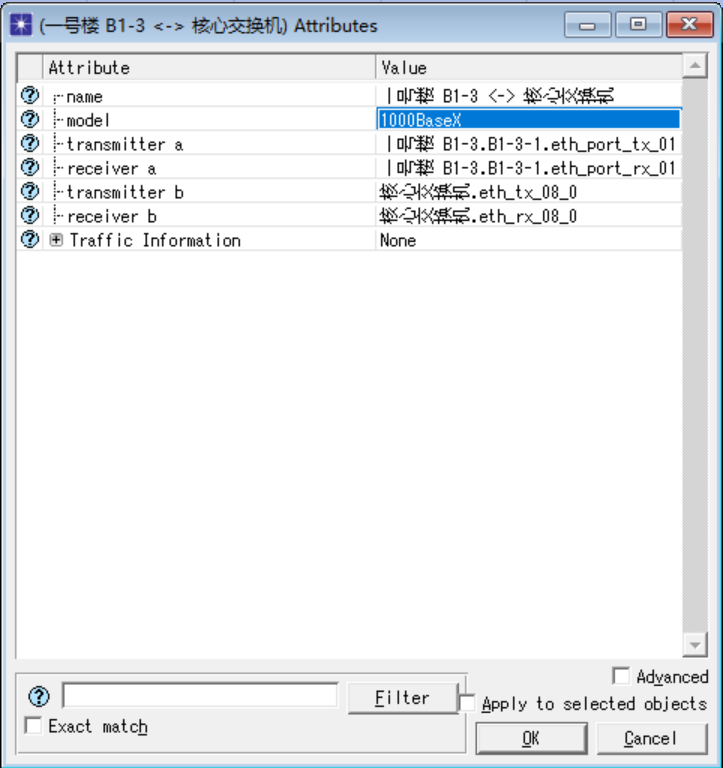 (一号楼 B1-3 <-> 核心交换机) Attributes
Attribute Value
name 一号楼 B1-3 <-> 核心交换机
model 1000BaseX
transmitter a 一号楼 B1-3.B1-3-1.eth_port_tx_01
receiver a 一号楼 B1-3.B1-3-1.eth_port_rx_01
transmitter b 核心交换机.eth_tx_08_0
receiver b 核心交换机.eth_rx_08_0
Traffic Information None
Advanced
Filter
Apply to selected objects
Exact match
OK Cancel